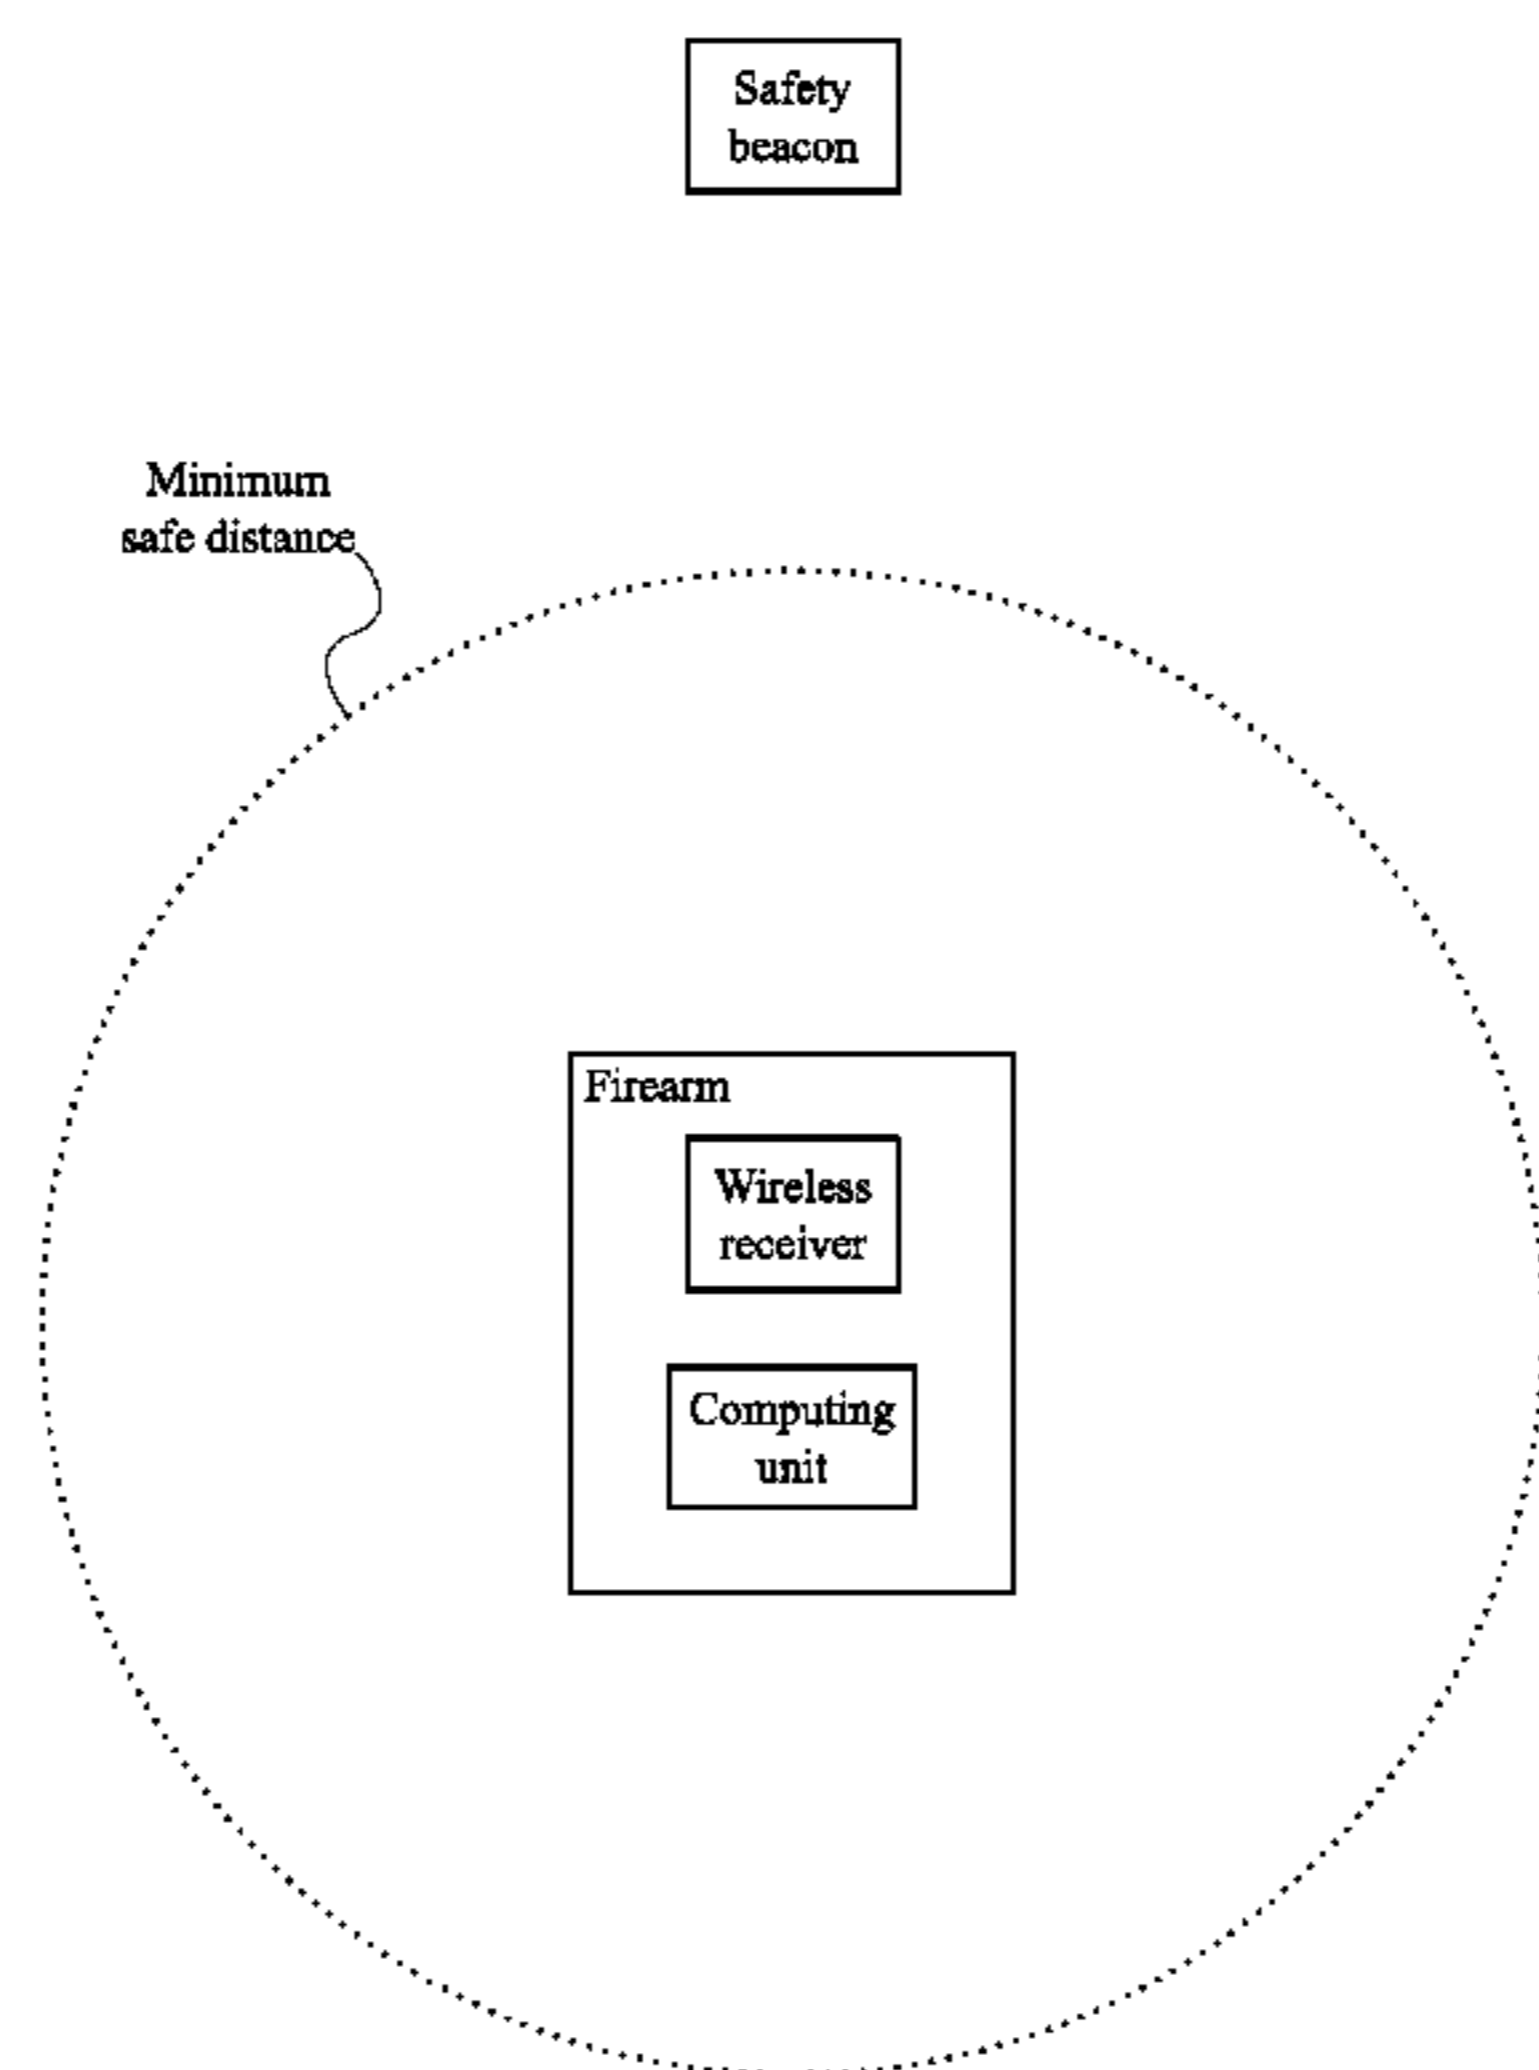 Safety
beacon
Minimum
safe distance
Firearm
Wireless
receiver
Computing
unit